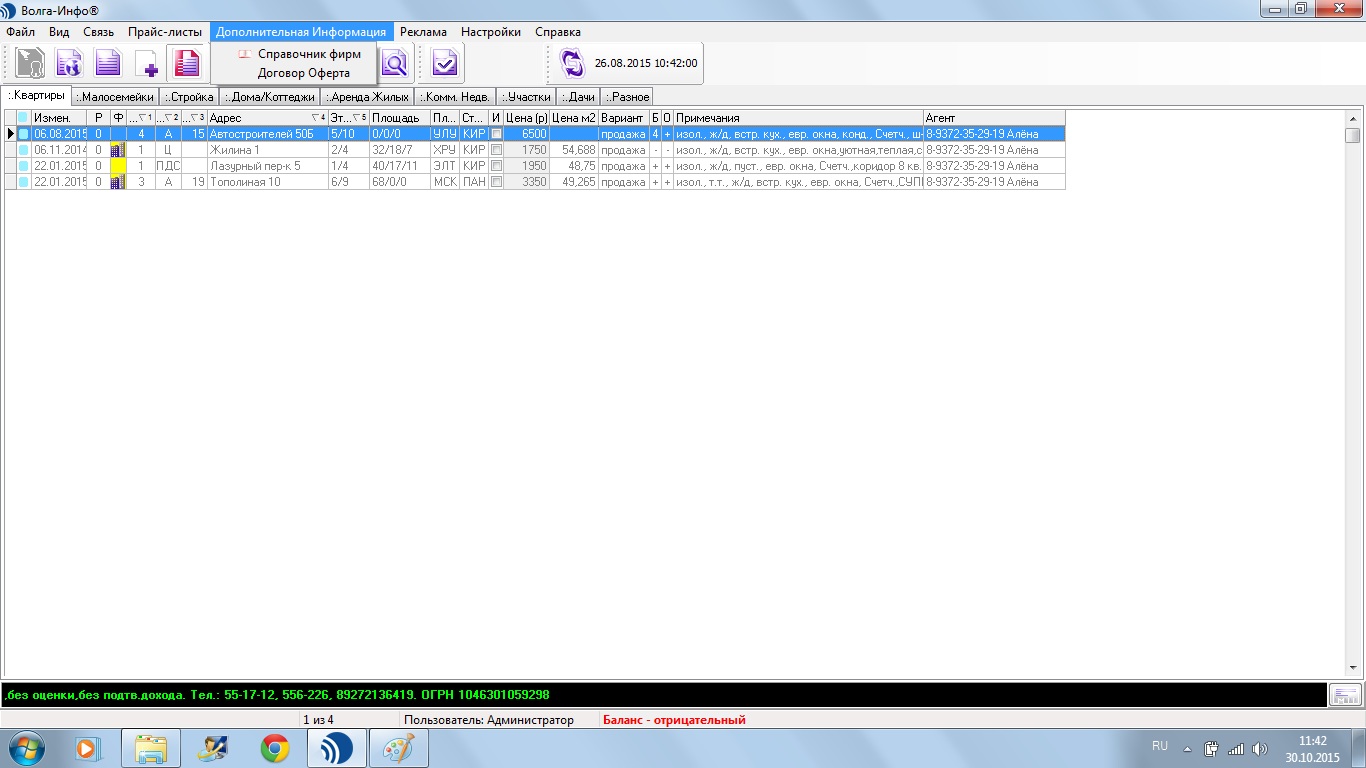 Волга-Инфо®
Файл Вид Связь Прайс-листы Дополнительная Информация Реклама Настройки Справка
Справочник фирм
Договор Оферта
26.08.2015 10:42:00
:.Квартиры :.Малосемейки :.Стройка :.Дома/Коттеджи :.Аренда Жилых :.Комм. Недв. :.Участки :.Дачи :.Разное
Измен. Р Ф ...1 ...2 ...3 Адрес 4 Эт...5 Площадь Пл... Ст... И Цена (р) Цена м2 Вариант Б О Примечания Агент
06.08.2015 0 4 А 15 Автостроителей 50Б 5/10 0/0/0 УЛУ КИР 6500 продажа 4 + изол., ж/д, встр. кух., евр. окна, конд., Счетч., ш- 8-9372-35-29-19 Алёна
06.11.2014 0 1 Ц Жилина 1 2/4 32/18/7 ХРУ КИР 1750 54,688 продажа - - изол., ж/д, встр. кух., евр. окна,уютная,теплая,с 8-9372-35-29-19 Алёна
22.01.2015 0 1 ПДС Лазурный пер-к 5 1/4 40/17/11 ЭЛТ КИР 1950 48,75 продажа + + изол., ж/д, пуст., евр. окна, Счетч.,коридор 8 кв. 8-9372-35-29-19 Алёна
22.01.2015 0 3 А 19 Тополиная 10 6/9 68/0/0 МСК ПАН 3350 49,265 продажа + + изол., т.т., ж/д, встр. кух., евр. окна, Счетч.,СУПЕ 8-9372-35-29-19 Алёна
,без оценки,без подтв.дохода. Тел.: 55-17-12, 556-226, 89272136419. ОГРН 1046301059298
1 из 4 Пользователь: Администратор Баланс - отрицательный
RU 11:42
30.10.2015